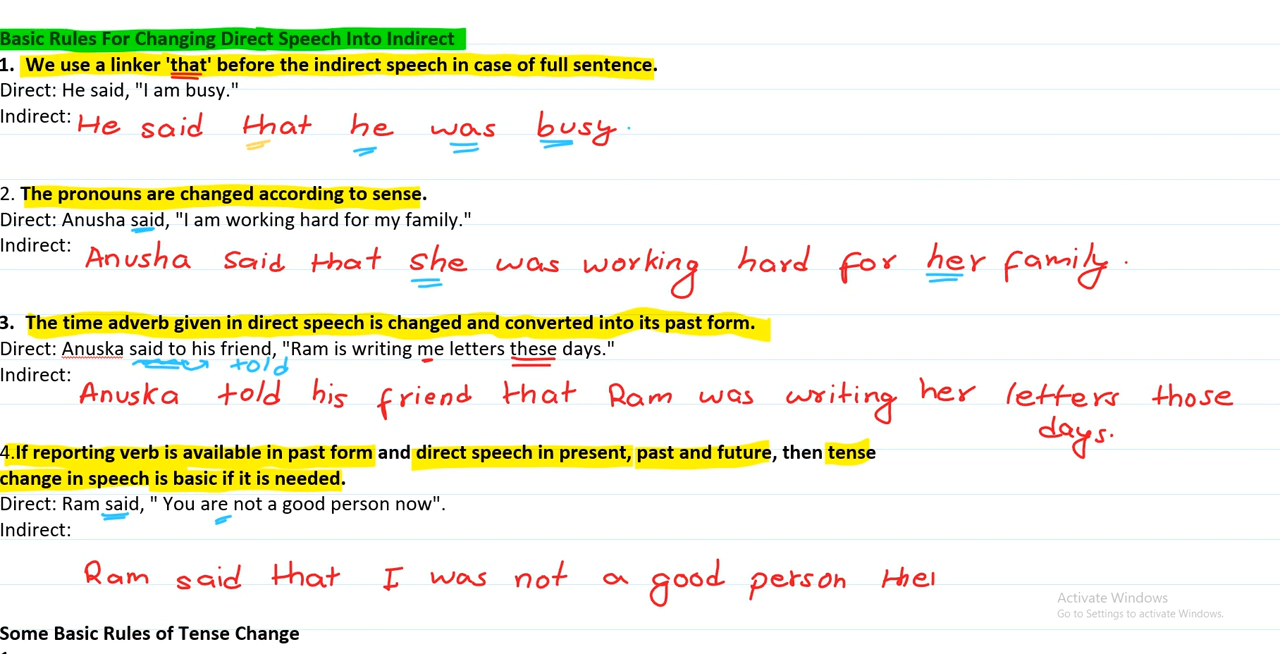 Basic Rules For Changing Direct Speech Into Indirect
1. We use a linker 'that' before the indirect speech in case of full sentence.
Direct: He said, "I am busy."
Indirect: He said that he was busy.
2. The pronouns are changed according to sense.
Direct: Anusha said, "I am working hard for my family."
Indirect: Anusha said that she was working hard for her family.
3. The time adverb given in direct speech is changed and converted into its past form.
Direct: Anuska said to his friend, "Ram is writing me letters these days."
told
Indirect: Anuska told his friend that Ram was writing her letters those
days.
4.If reporting verb is available in past form and direct speech in present, past and future, then tense
change in speech is basic if it is needed.
Direct: Ram said, " You are not a good person now".
Indirect:
Ram said that I was not a good person the
Activate Windows
Go to Settings to activate Windows.
Some Basic Rules of Tense Change